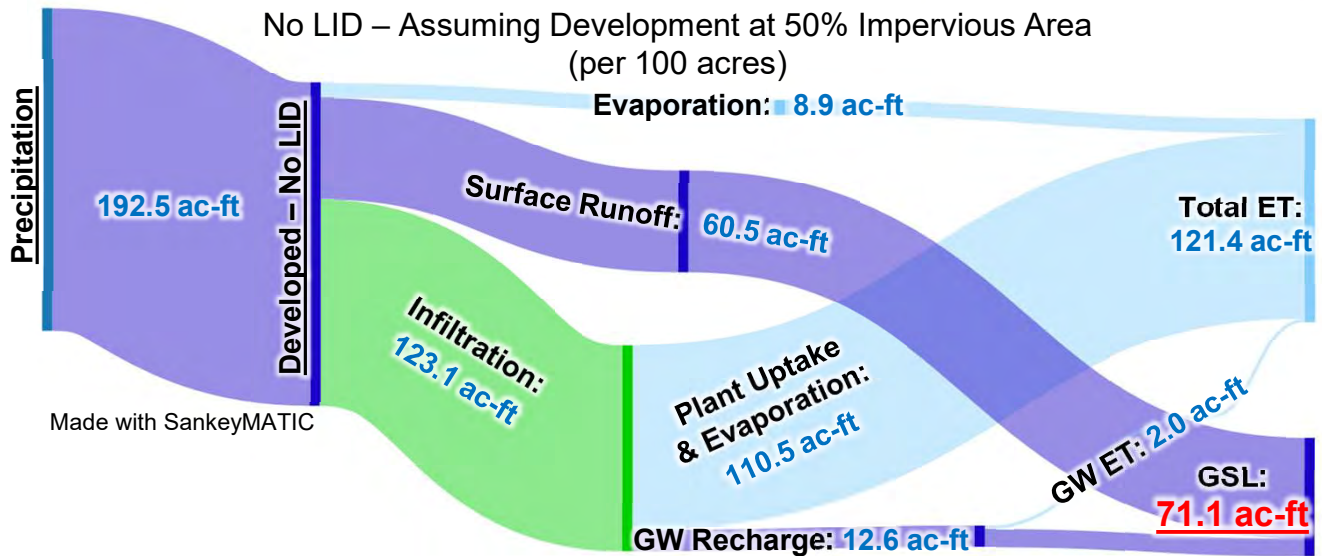 No LID – Assuming Development at 50% Impervious Area
(per 100 acres)
Precipitation
192.5 ac-ft
Developed – No LID
Evaporation: 8.9 ac-ft
Surface Runoff: 60.5 ac-ft
Total ET:
121.4 ac-ft
Infiltration:
123.1 ac-ft
Plant Uptake
& Evaporation:
110.5 ac-ft
GW ET: 2.0 ac-ft
GSL:
71.1 ac-ft
GW Recharge: 12.6 ac-ft
Made with SankeyMATIC